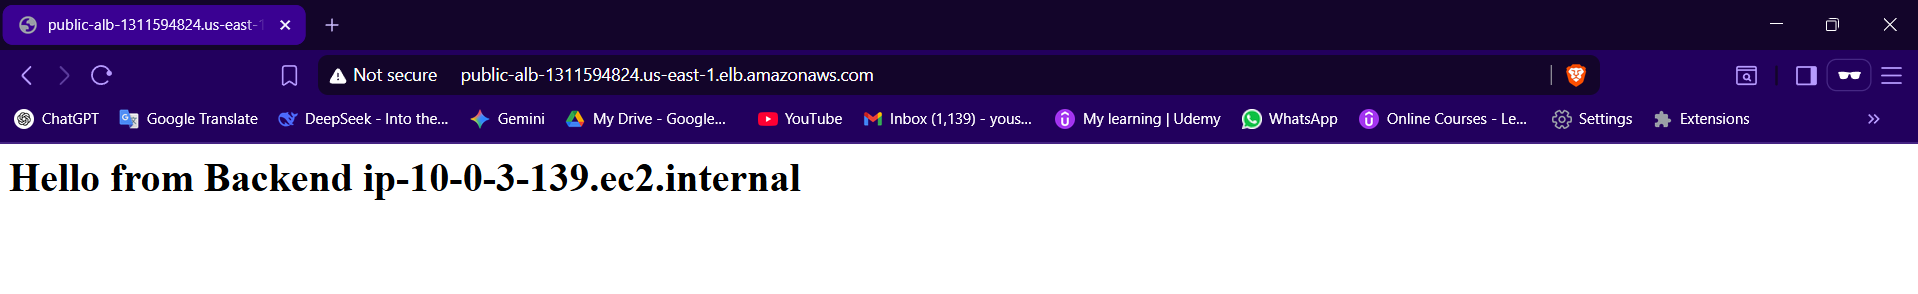 public-alb-1311594824.us-east-1
Not secure public-alb-1311594824.us-east-1.elb.amazonaws.com
ChatGPT Google Translate DeepSeek - Into the... Gemini My Drive - Google... YouTube Inbox (1,139) - yous... My learning | Udemy WhatsApp Online Courses - Le... Settings Extensions
Hello from Backend ip-10-0-3-139.ec2.internal